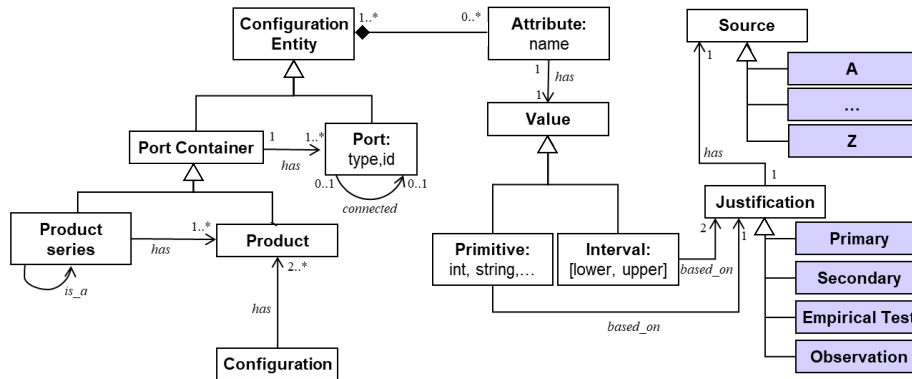 Configuration
Entity
1..*
0..*
Attribute:
name
1
has
1
Value
Source
1
A
...
Z
has
1
Justification
Port Container
1
has
1..*
Port:
type,id
0..1
0..1
connected
Product
series
has
1..*
Product
is_a
2..*
has
Configuration
Primitive:
int, string,...
Interval:
[lower, upper]
2
based_on
1
based_on
Primary
Secondary
Empirical Test
Observation